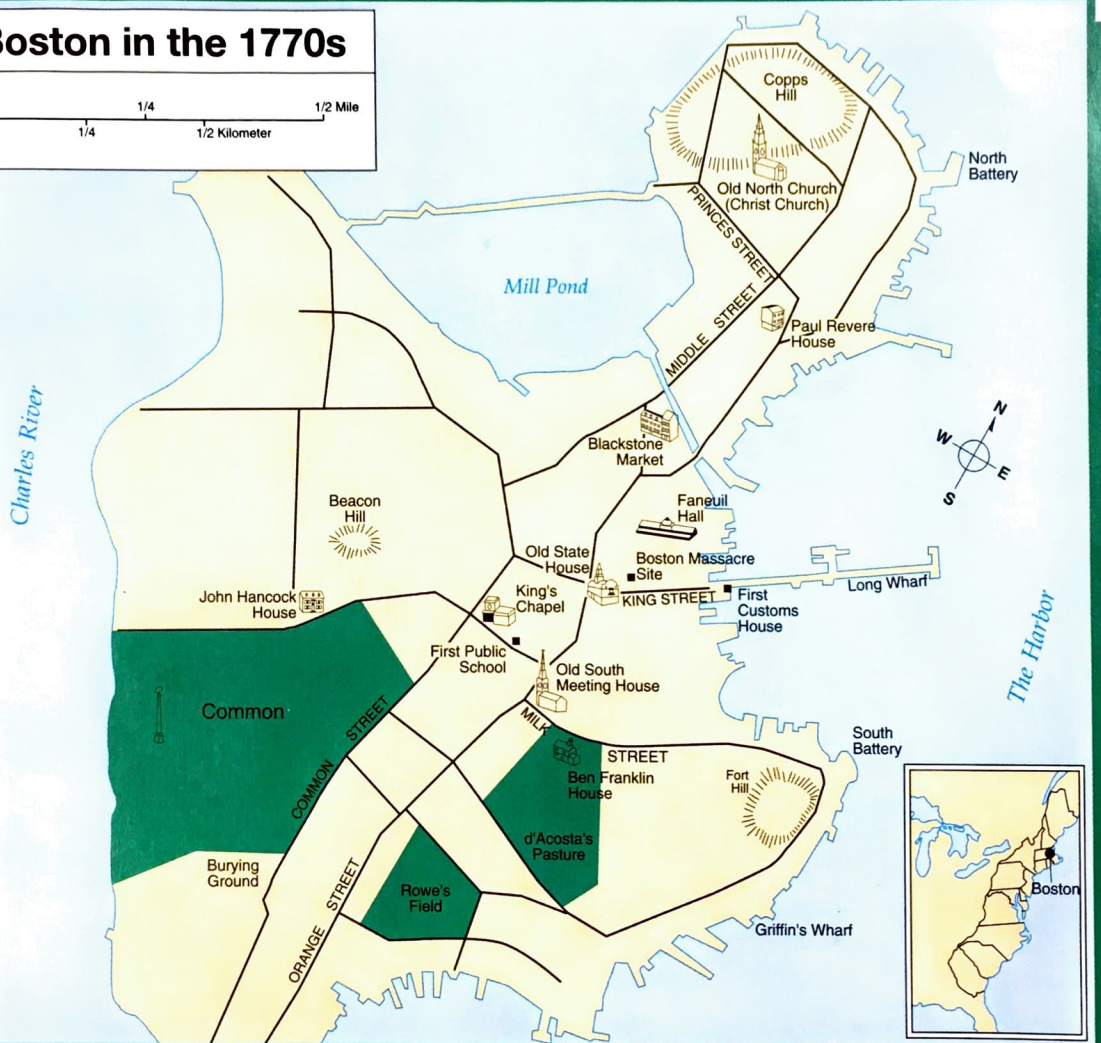 Boston in the 1770s
1/4
1/2 Mile
1/4
1/2 Kilometer
Copps
Hill
North
Battery
Old North Church
(Christ Church)
PRINCES STREET
Mill Pond
MIDDLE STREET
Paul Revere
House
Charles River
N
W
E
S
Blackstone
Market
Beacon
Hill
Faneuil
Hall
Old State
House
Boston Massacre
Site
Long Wharf
John Hancock
House
King's
Chapel
KING STREET
First
Customs
House
The Harbor
First Public
School
Old South
Meeting House
Common
COMMON STREET
MILK STREET
South
Battery
Ben Franklin
House
Fort
Hill
d'Acosta's
Pasture
Burying
Ground
Rowe's
Field
ORANGE STREET
Boston
Griffin's Wharf